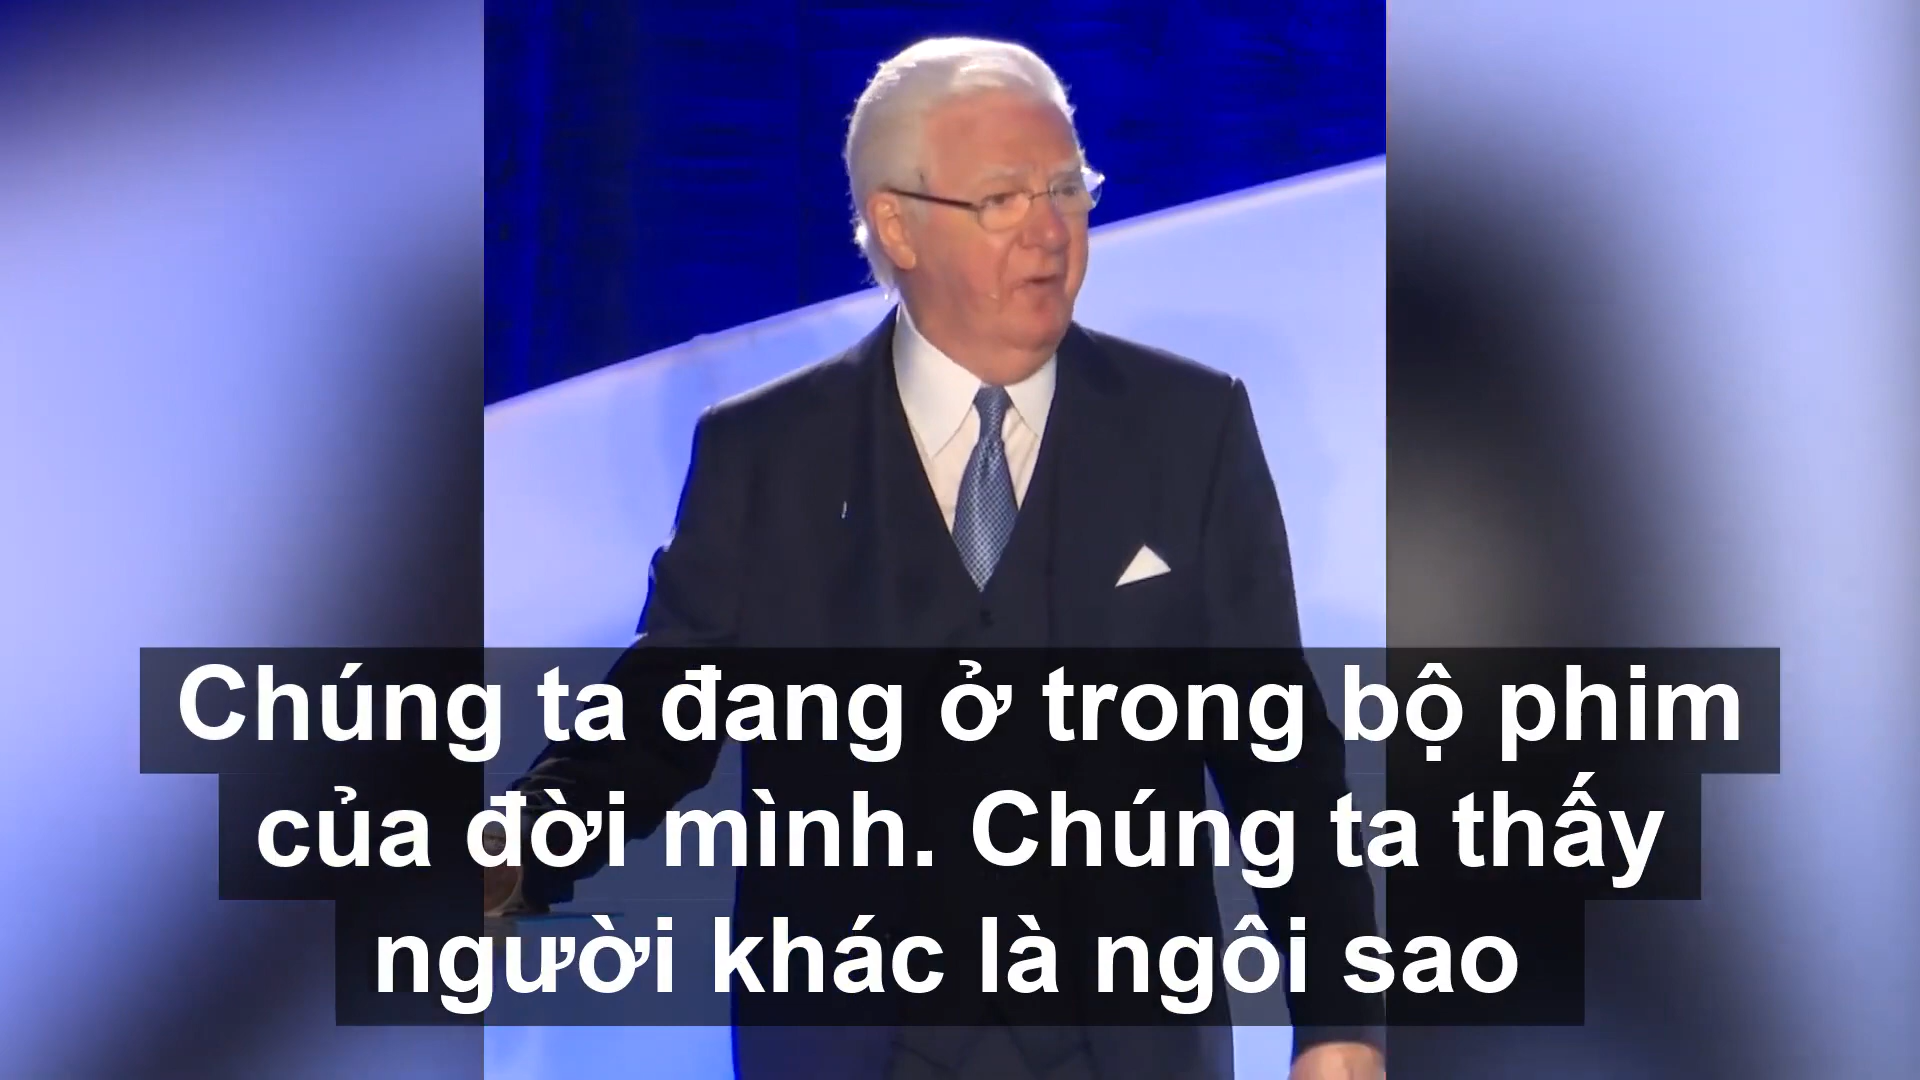 Chúng ta đang ở trong bộ phim
của đời mình. Chúng ta thấy
người khác là ngôi sao